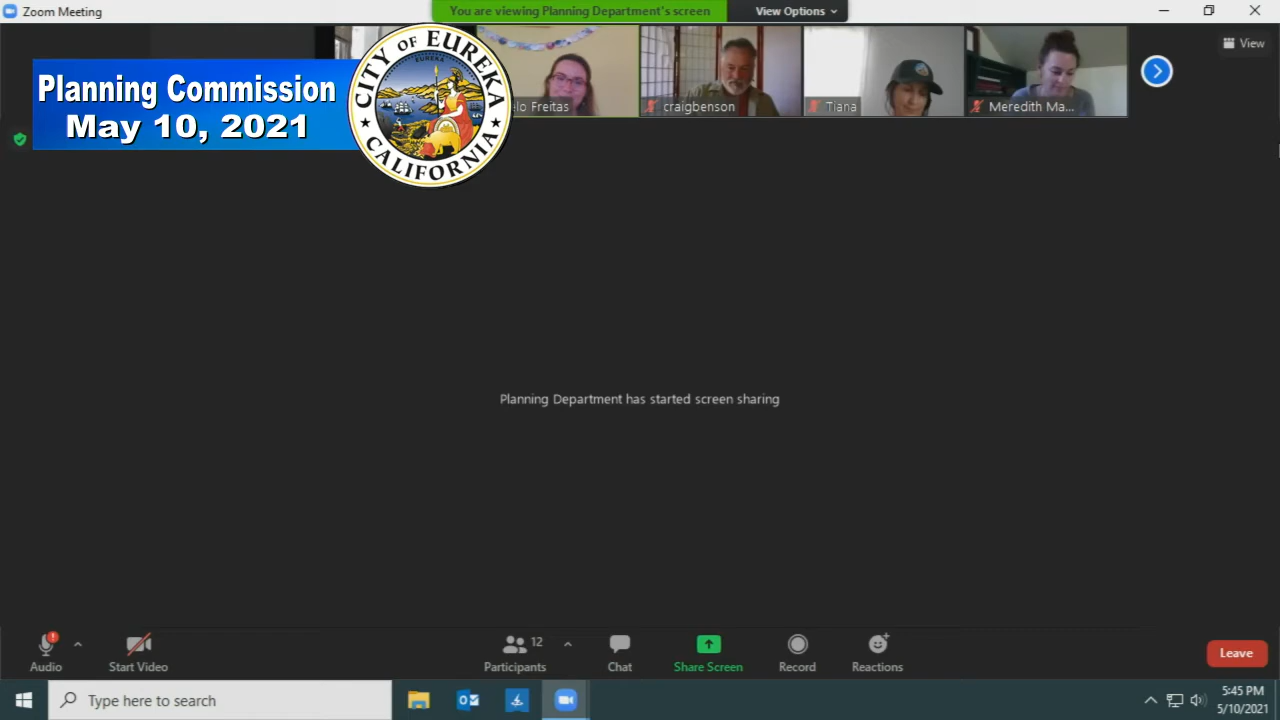 Zoom Meeting
You are viewing Planning Department's screen
View Options
View
Planning Commission
May 10, 2021
CITY OF EUREKA
EUREKA
CALIFORNIA
elo Freitas
craigbenson
Tiana
Meredith Ma...
Planning Department has started screen sharing
Audio
Start Video
Participants
12
Chat
Share Screen
Record
Reactions
Leave
Type here to search
5:45 PM
5/10/2021